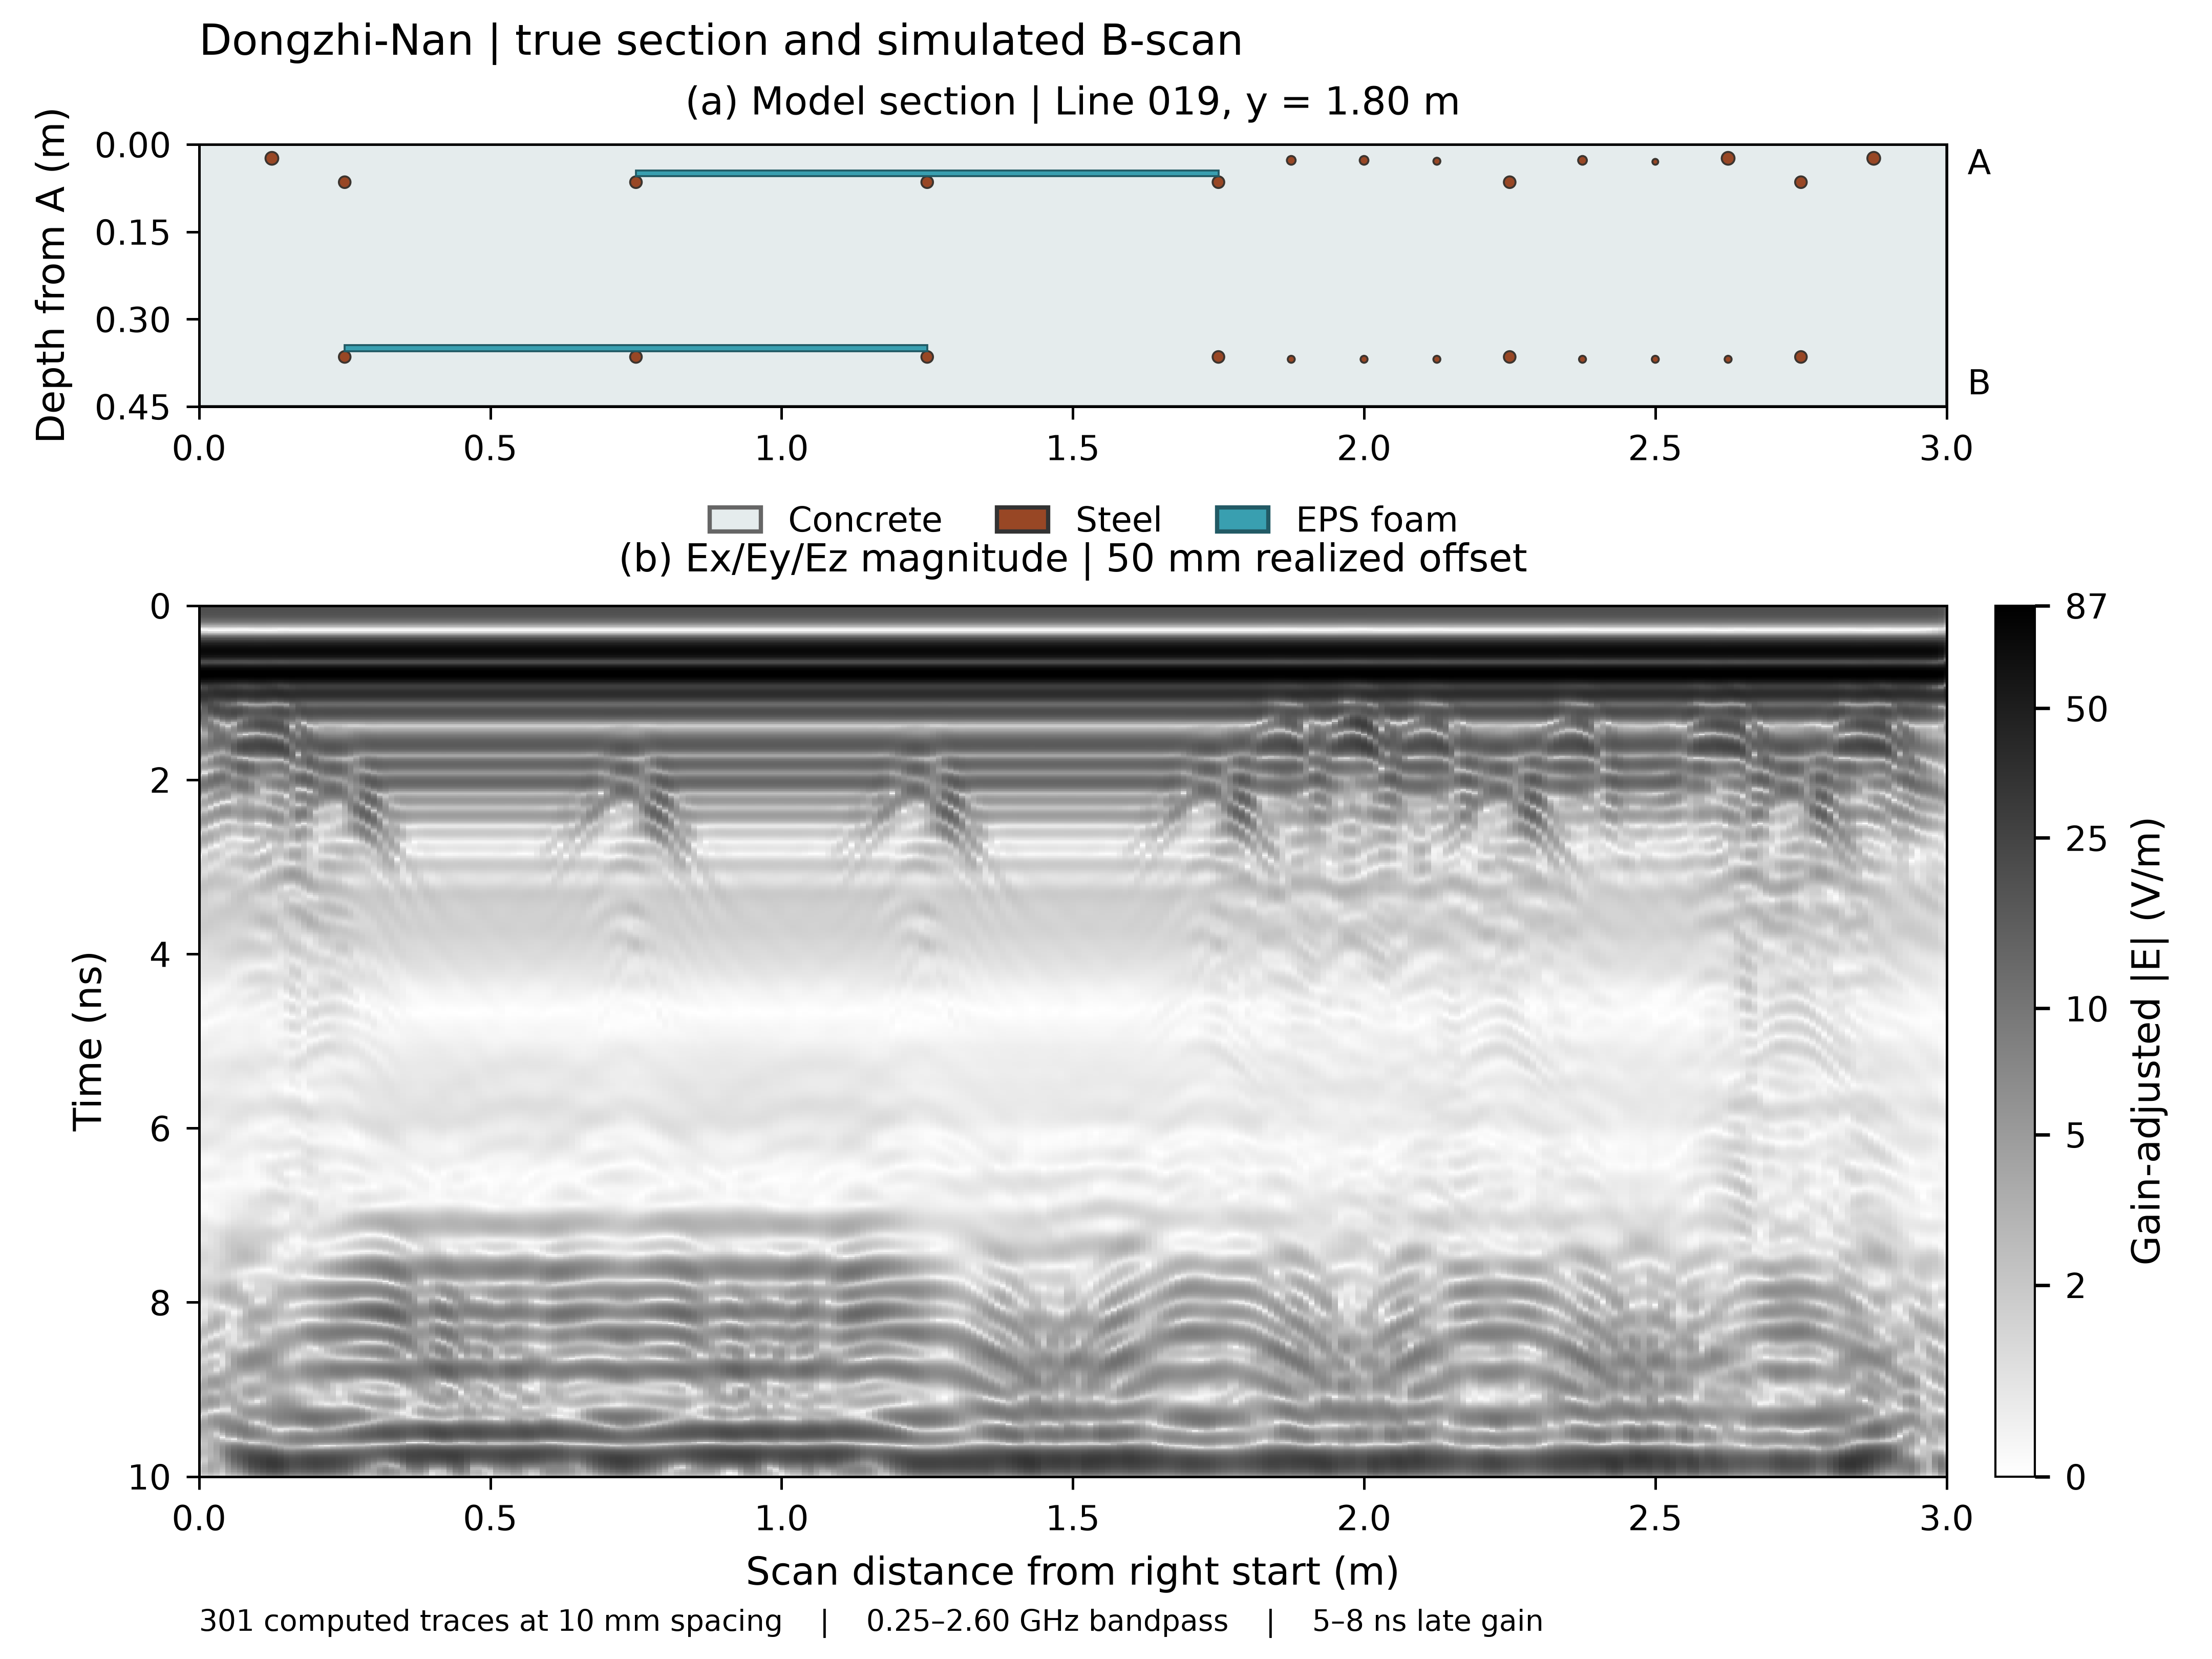 Dongzhi-Nan | true section and simulated B-scan
(a) Model section | Line 019, y = 1.80 m
Depth from A (m)
0.00
0.15
0.30
0.45
A
B
0.0 0.5 1.0 1.5 2.0 2.5 3.0
Concrete Steel EPS foam
(b) Ex/Ey/Ez magnitude | 50 mm realized offset
Time (ns)
0
2
4
6
8
10
0.0 0.5 1.0 1.5 2.0 2.5 3.0
Scan distance from right start (m)
87
50
25
10
5
2
0
Gain-adjusted |E| (V/m)
301 computed traces at 10 mm spacing | 0.25–2.60 GHz bandpass | 5–8 ns late gain